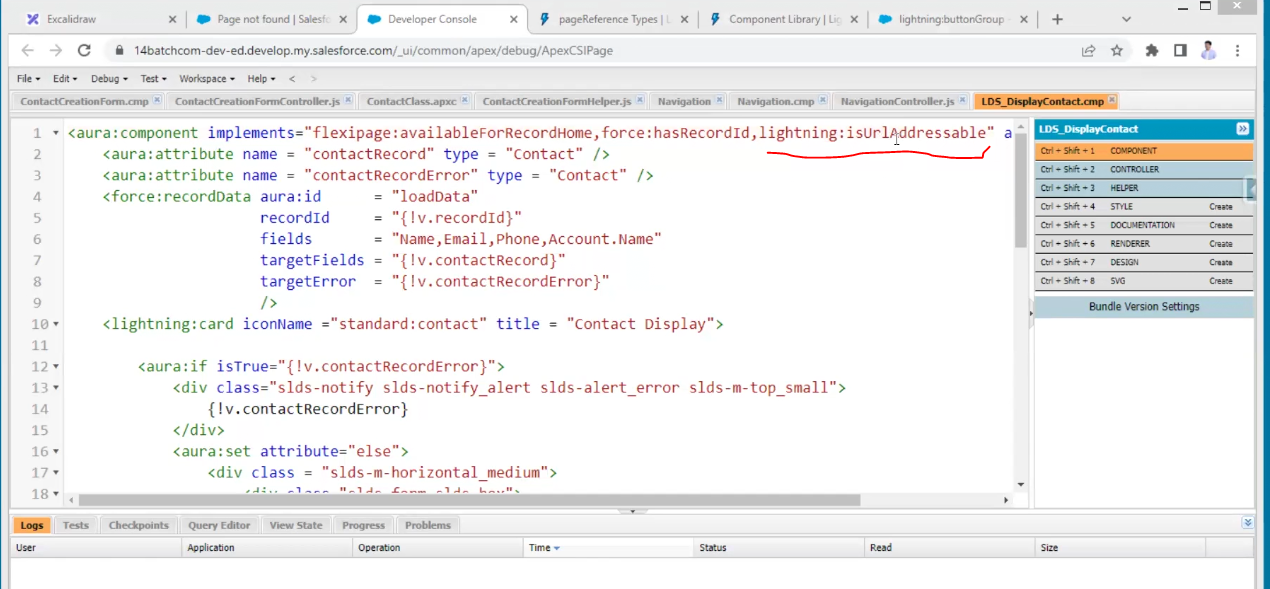 Excalidraw
Page not found | Salesf
Developer Console
pageReference Types | L
Component Library | Lig
lightning:buttonGroup -
14batchcom-dev-ed.develop.my.salesforce.com/_ui/common/apex/debug/ApexCSIPage
File Edit Debug Test Workspace Help < >
ContactCreationForm.cmp ContactCreationFormController.js ContactClass.apxc ContactCreationFormHelper.js Navigation Navigation.cmp NavigationController.js LDS_DisplayContact.cmp
1 <aura:component implements="flexipage:availableForRecordHome,force:hasRecordId,lightning:isUrlAddressable" a
2 <aura:attribute name = "contactRecord" type = "Contact" />
3 <aura:attribute name = "contactRecordError" type = "Contact" />
4 <force:recordData aura:id = "loadData"
5 recordId = "{!v.recordId}"
6 fields = "Name,Email,Phone,Account.Name"
7 targetFields = "{!v.contactRecord}"
8 targetError = "{!v.contactRecordError}"
9 />
10 <lightning:card iconName ="standard:contact" title = "Contact Display">
11
12 <aura:if isTrue="{!v.contactRecordError}">
13 <div class="slds-notify slds-notify_alert slds-alert_error slds-m-top_small">
14 {!v.contactRecordError}
15 </div>
16 <aura:set attribute="else">
17 <div class = "slds-m-horizontal_medium">
18 <div class="slds-form slds-box">
LDS_DisplayContact
Ctrl + Shift + 1 COMPONENT
Ctrl + Shift + 2 CONTROLLER
Ctrl + Shift + 3 HELPER
Ctrl + Shift + 4 STYLE Create
Ctrl + Shift + 5 DOCUMENTATION Create
Ctrl + Shift + 6 RENDERER Create
Ctrl + Shift + 7 DESIGN Create
Ctrl + Shift + 8 SVG Create
Bundle Version Settings
Logs Tests Checkpoints Query Editor View State Progress Problems
User Application Operation Time Status Read Size